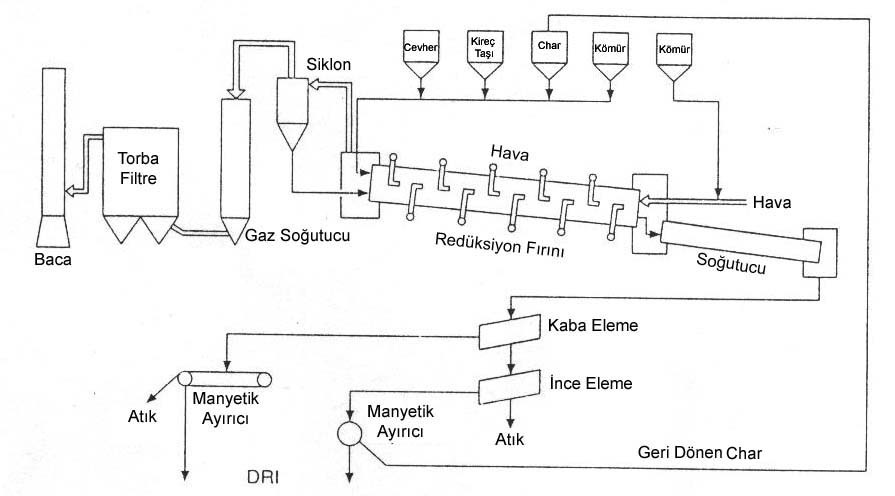 Cevher
Kireç
Taşı
Char
Kömür
Kömür
Siklon
Torba
Filtre
Hava
Hava
Baca
Gaz Soğutucu
Redüksiyon Fırını
Soğutucu
Kaba Eleme
İnce Eleme
Manyetik
Ayırıcı
Atık
Manyetik
Ayırıcı
Atık
Geri Dönen Char
DRI